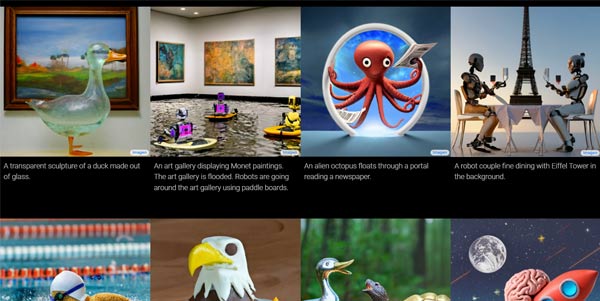 Imagen
Imagen
Imagen
Imagen
A transparent sculpture of a duck made out
of glass.
An art gallery displaying Monet paintings.
The art gallery is flooded. Robots are going
around the art gallery using paddle boards.
An alien octopus floats through a portal
reading a newspaper.
A robot couple fine dining with Eiffel Tower in
the background.